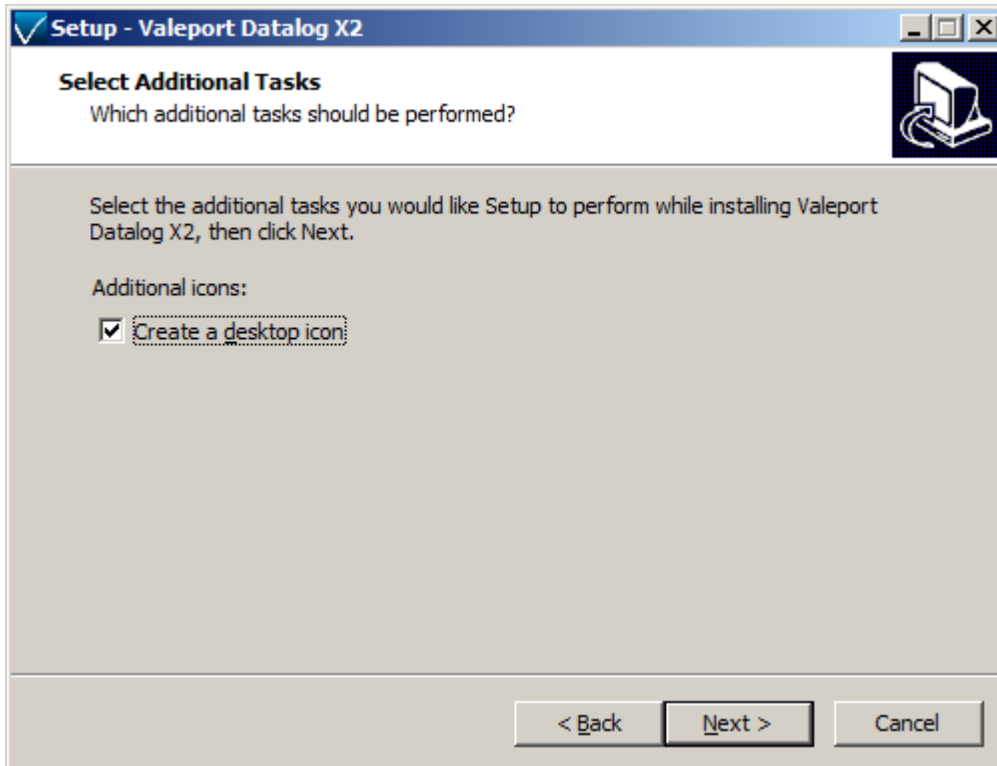 Setup - Valeport Datalog X2
Select Additional Tasks
Which additional tasks should be performed?
Select the additional tasks you would like Setup to perform while installing Valeport
Datalog X2, then click Next.
Additional icons:
Create a desktop icon
< Back Next > Cancel